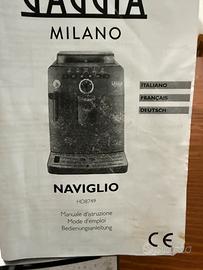 GAGGIA
MILANO
ITALIANO
FRANÇAIS
DEUTSCH
NAVIGLIO
HD8749
Manuale d'istruzione
Mode d'emploi
Bedienungsanleitung
CE